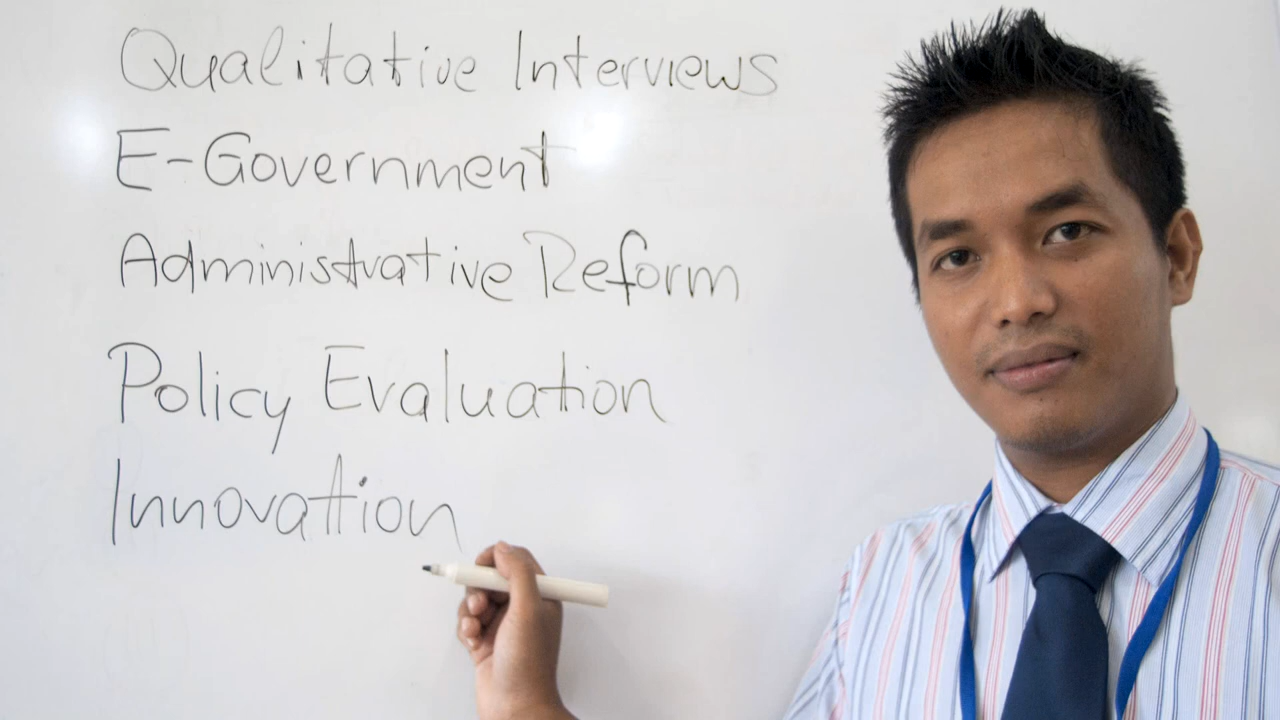 Qualitative Interviews
E-Government
Administrative Reform
Policy Evaluation
Innovation